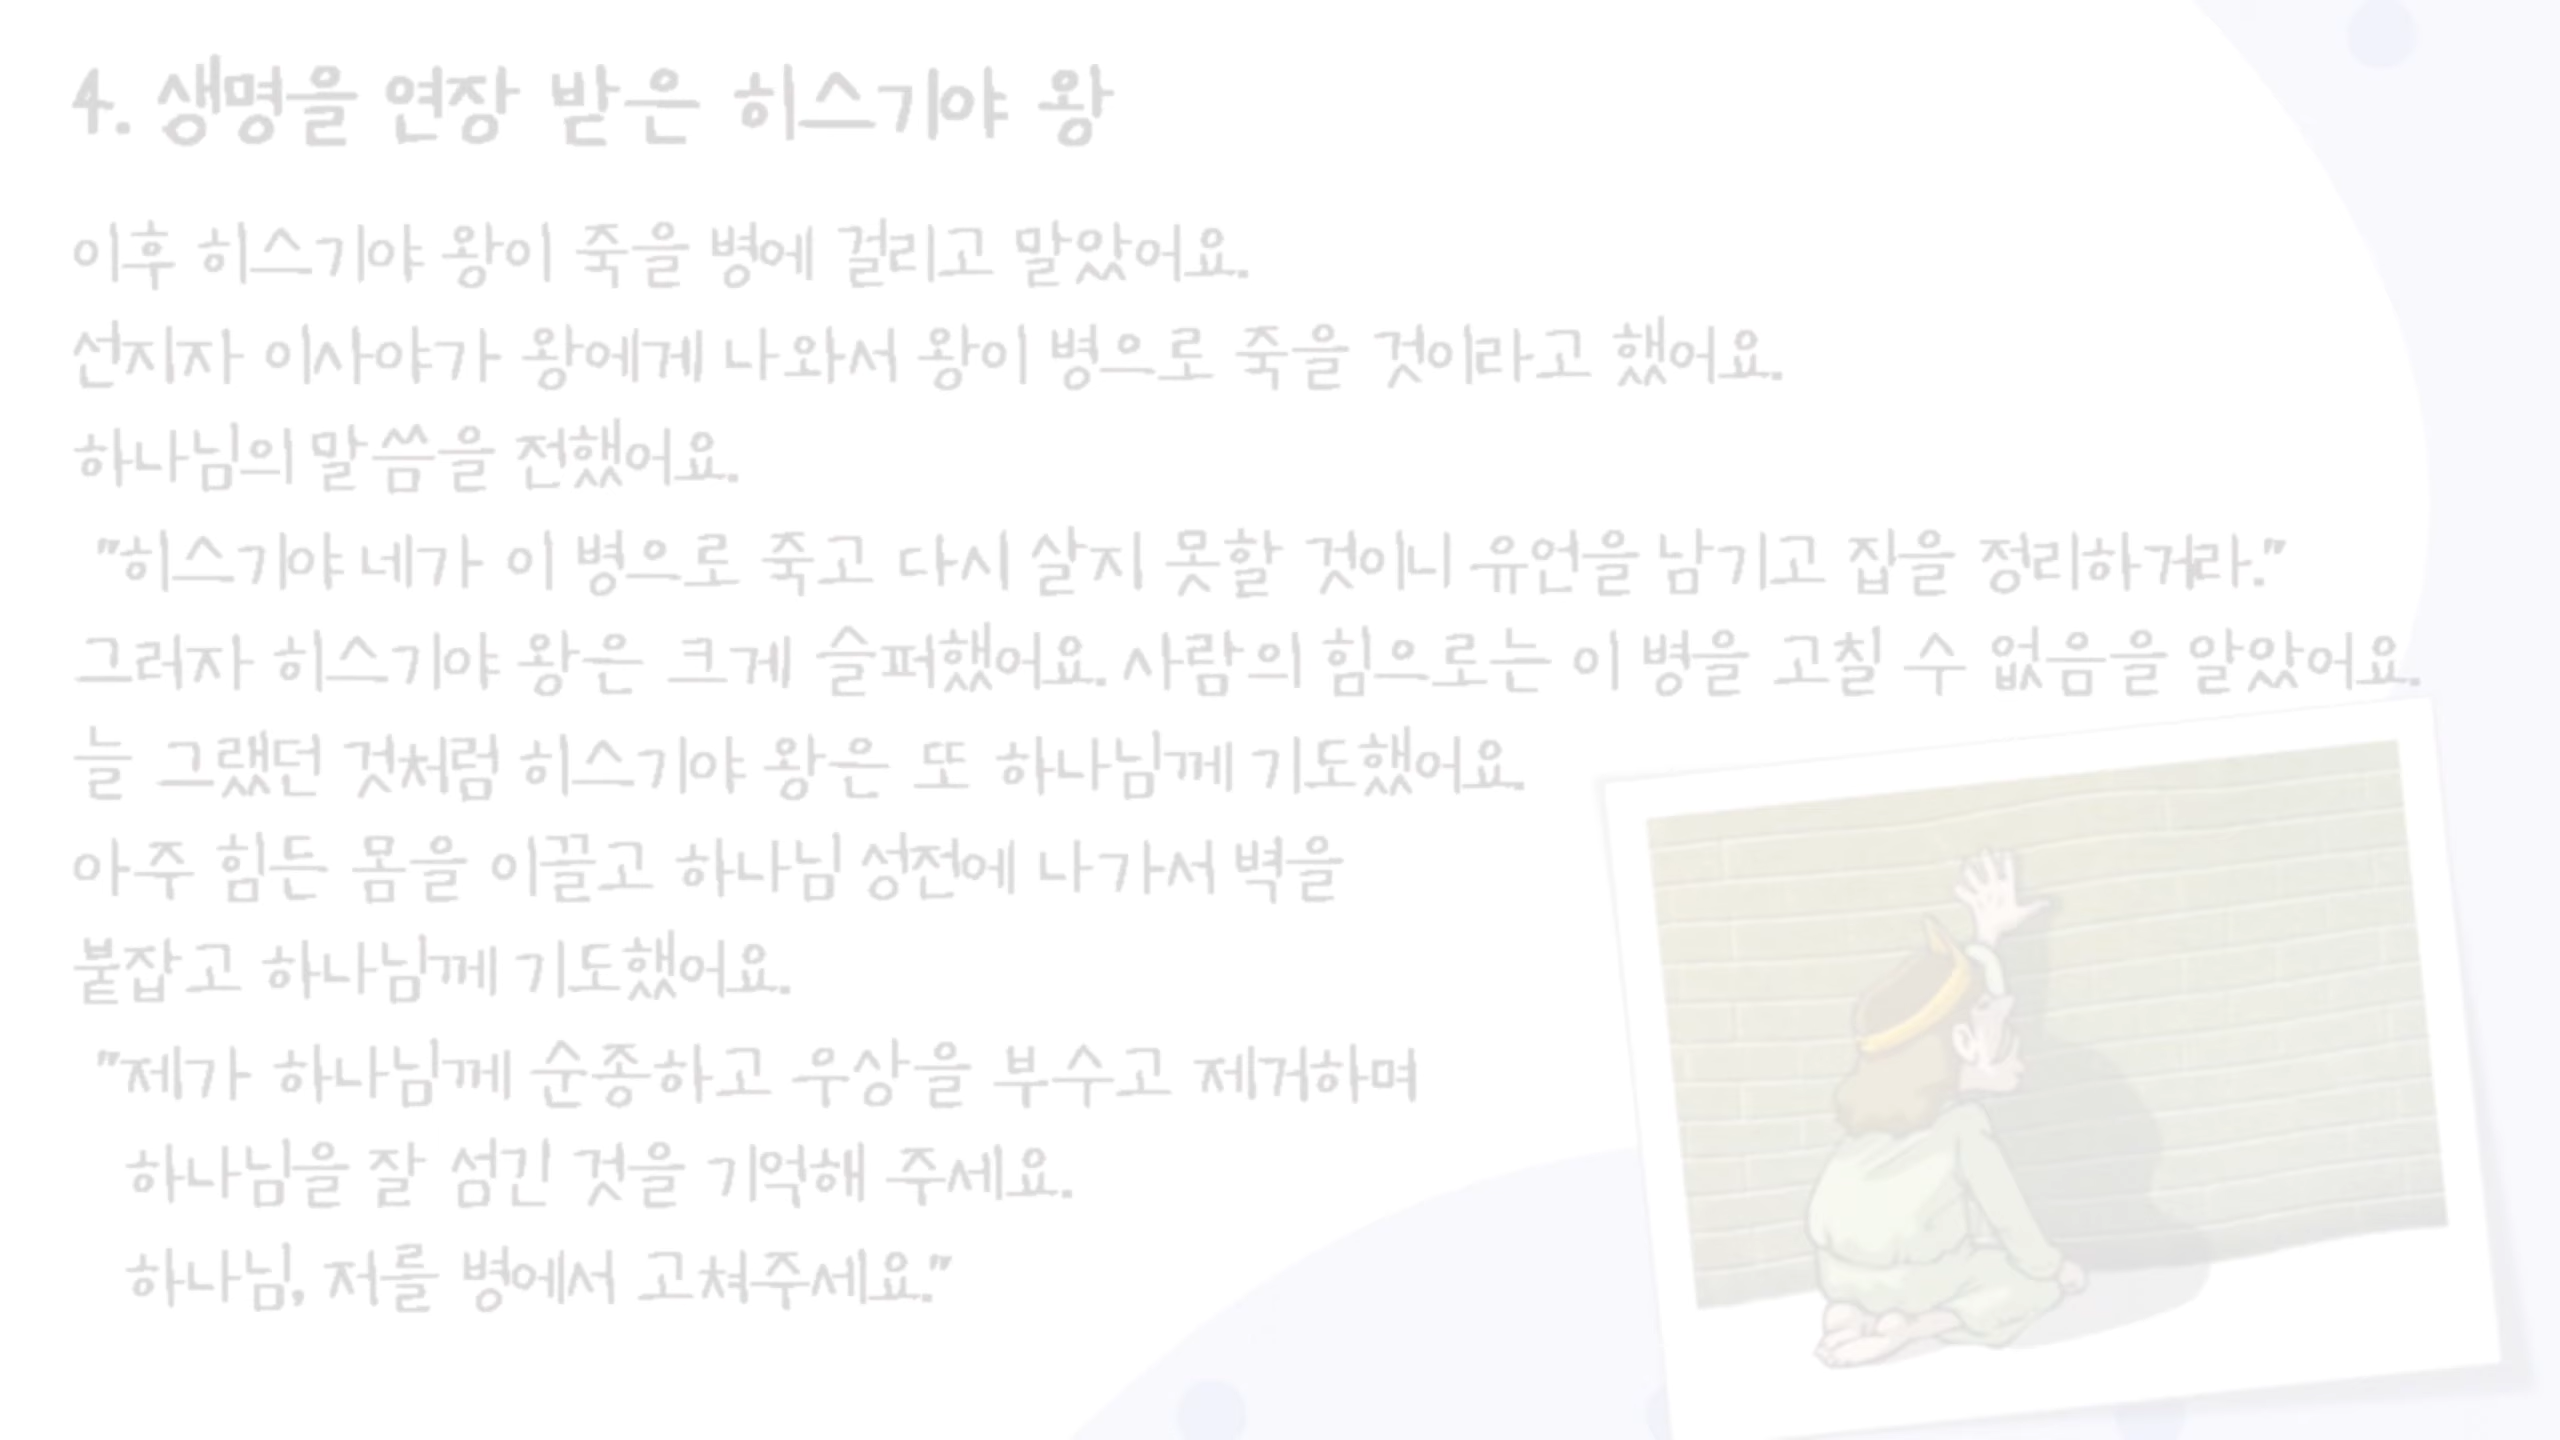 4. 생명을 연장 받은 히스기야 왕
이후 히스기야 왕이 죽을 병에 걸리고 말았어요.
선지자 이사야가 왕에게 나와서 왕이 병으로 죽을 것이라고 했어요.
하나님의 말씀을 전했어요.
"히스기야 네가 이 병으로 죽고 다시 살지 못할 것이니 유언을 남기고 잡을 정리하거라."
그러자 히스기야 왕은 크게 슬퍼했어요. 사람의 힘으로는 이 병을 고칠 수 없음을 알았어요.
늘 그랬던 것처럼 히스기야 왕은 또 하나님께 기도했어요.
아주 힘든 몸을 이끌고 하나님 성전에 나가서 벽을
붙잡고 하나님께 기도했어요.
"제가 하나님께 순종하고 우상을 부수고 제거하며
하나님을 잘 섬긴 것을 기억해 주세요.
하나님, 저를 병에서 고쳐주세요."